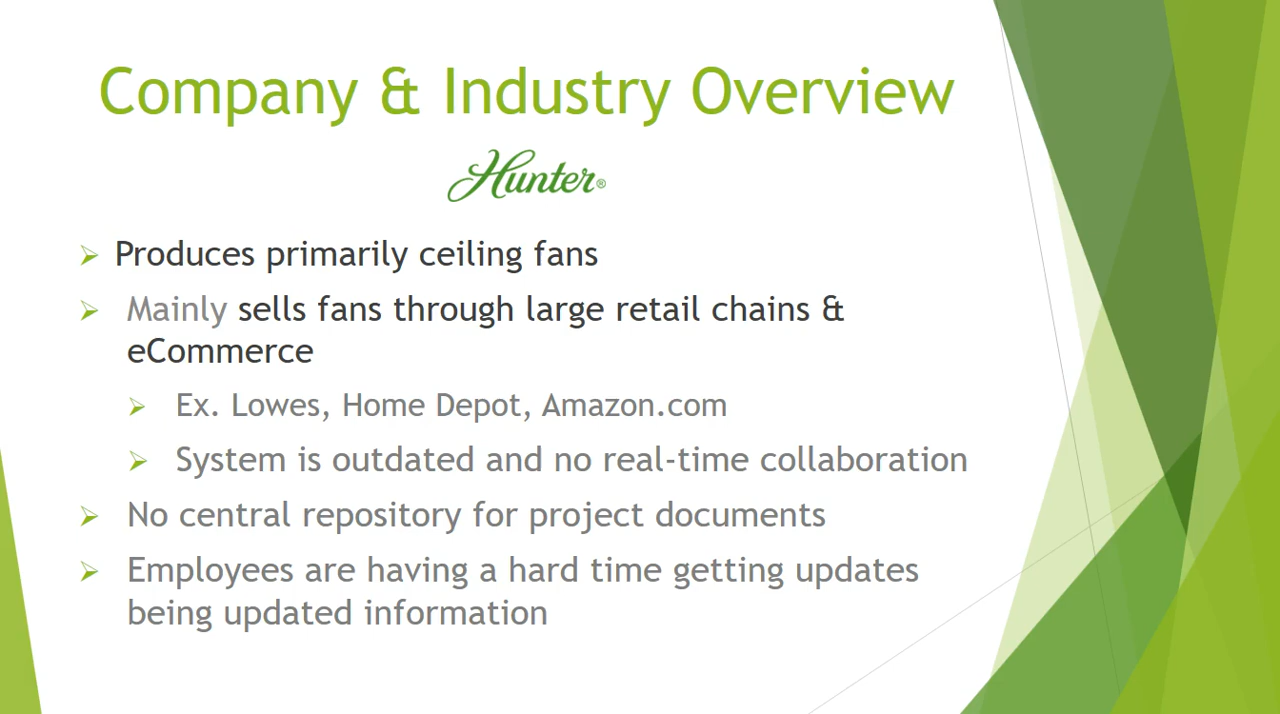 Company & Industry Overview
Hunter®
Produces primarily ceiling fans
Mainly sells fans through large retail chains &
eCommerce
Ex. Lowes, Home Depot, Amazon.com
System is outdated and no real-time collaboration
No central repository for project documents
Employees are having a hard time getting updates
being updated information